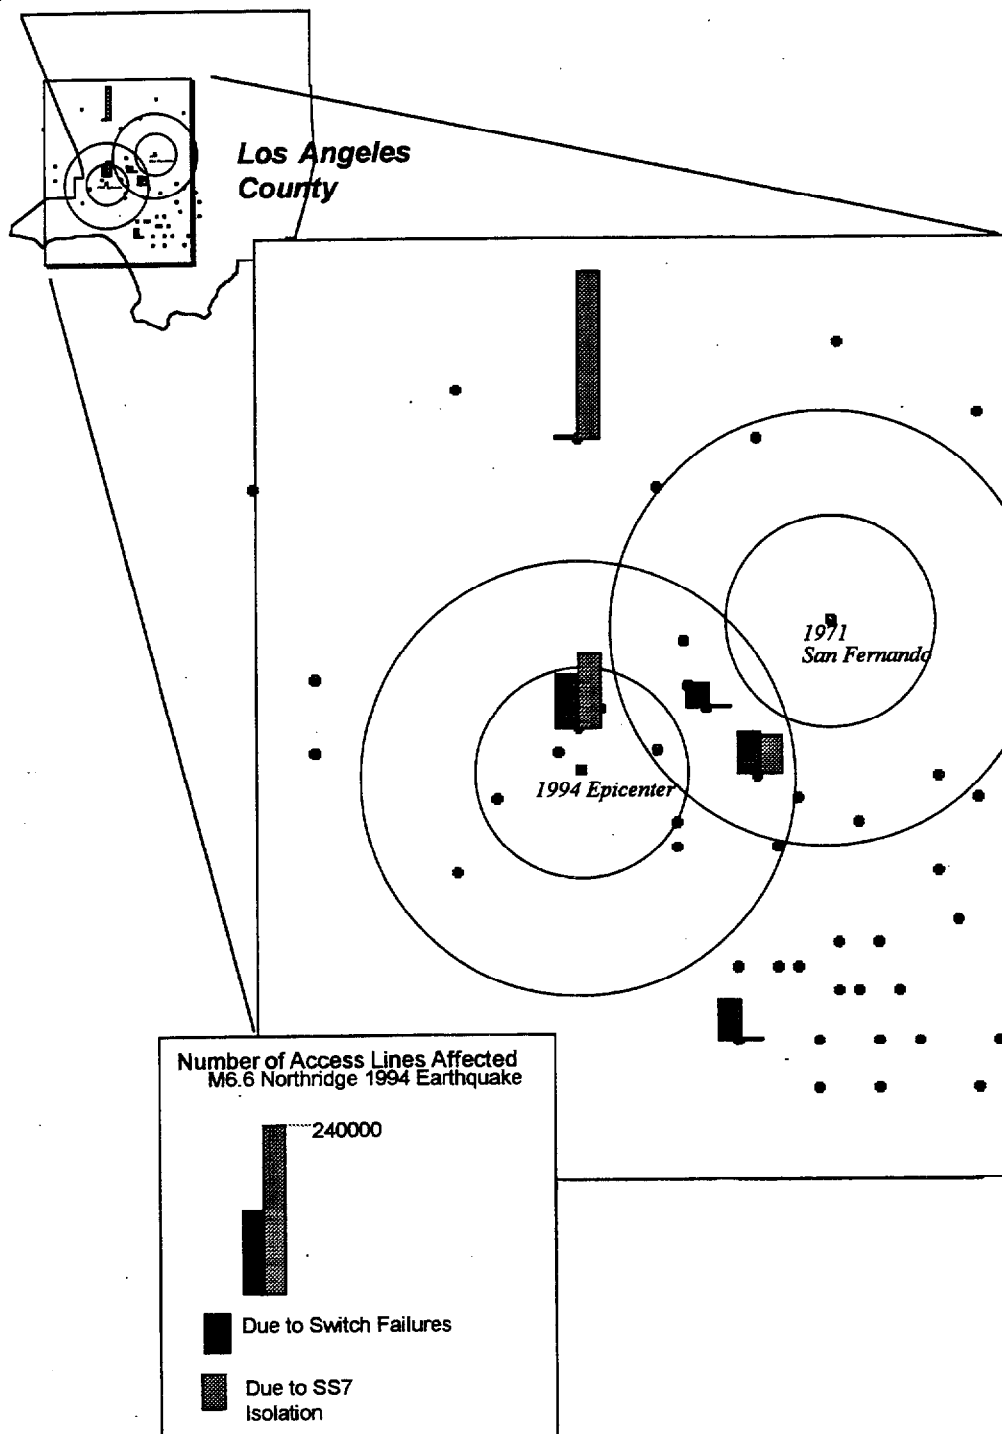 Los Angeles
County
1971
San Fernando
1994 Epicenter
Number of Access Lines Affected
M6.6 Northridge 1994 Earthquake
240000
Due to Switch Failures
Due to SS7
Isolation